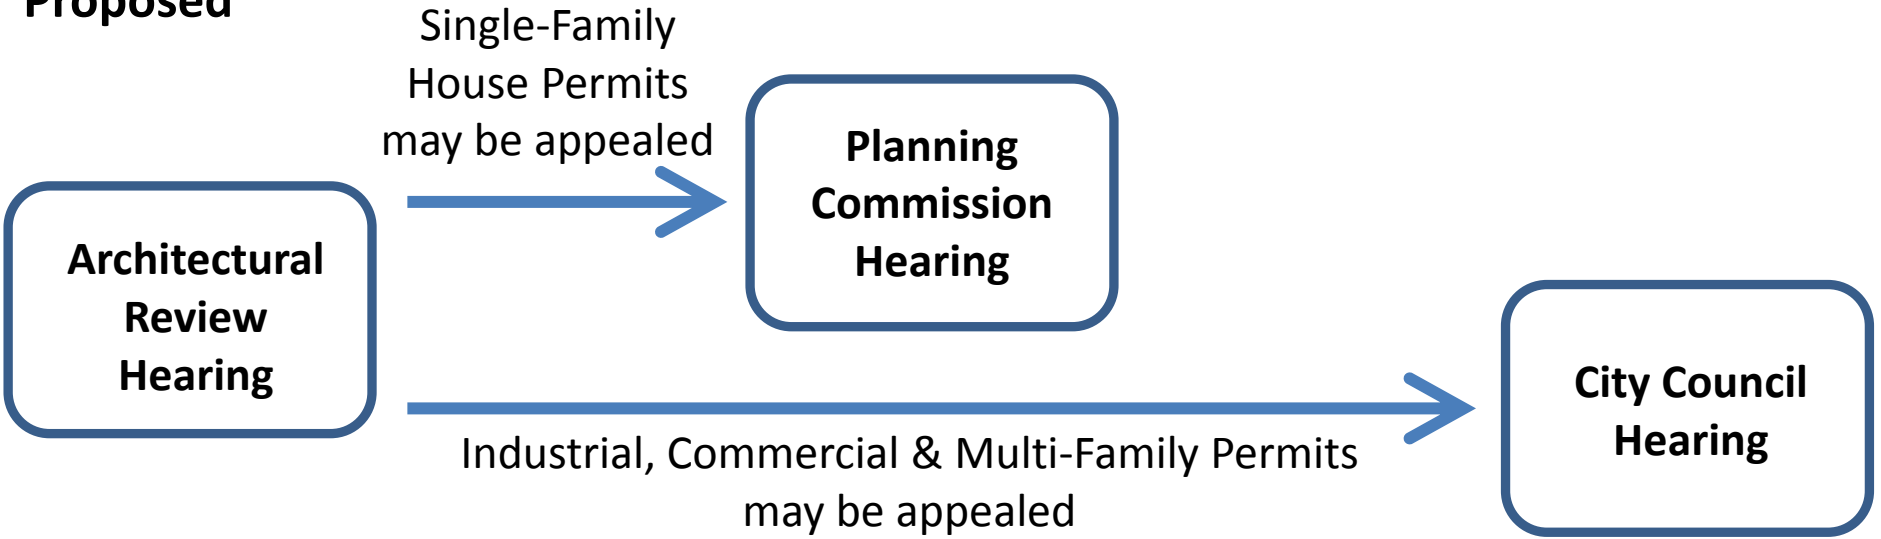 Proposed
Single-Family
House Permits
may be appealed
Planning
Commission
Hearing
Architectural
Review
Hearing
City Council
Hearing
Industrial, Commercial & Multi-Family Permits
may be appealed